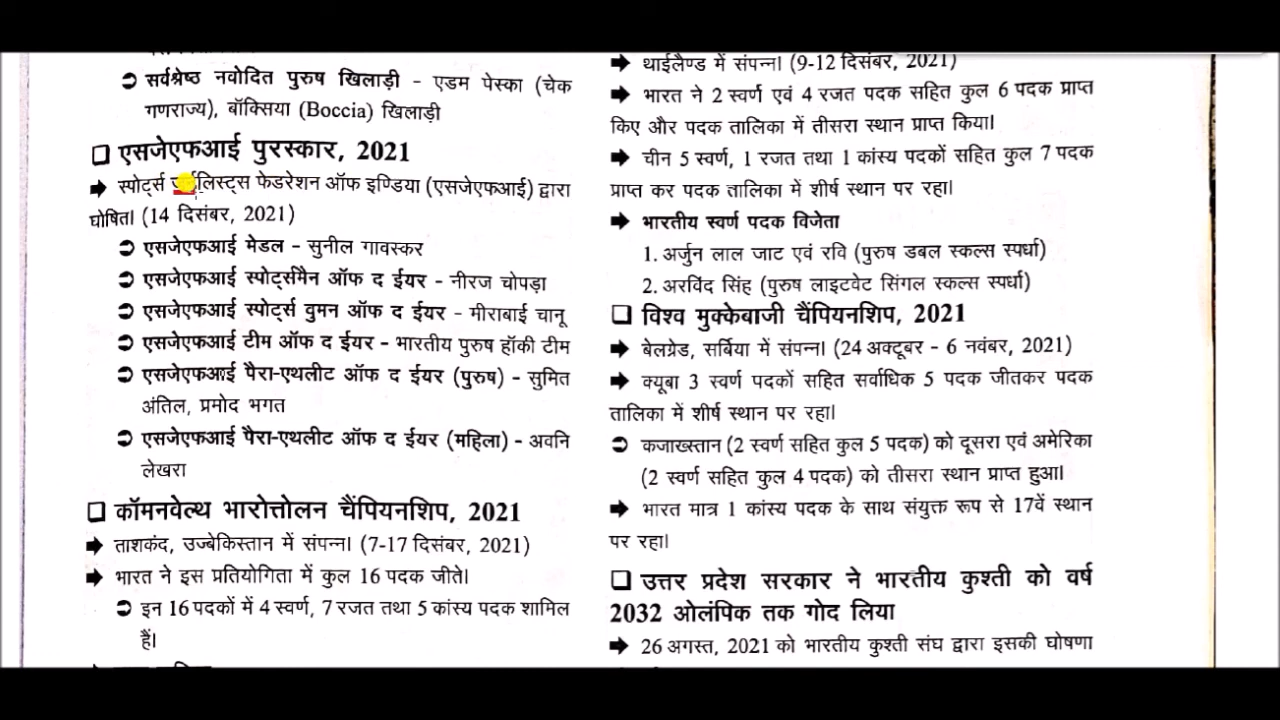 सर्वश्रेष्ठ नवोदित पुरुष खिलाड़ी - एडम पेस्का (चेक
गणराज्य), बॉक्सिया (Boccia) खिलाड़ी
एसजेएफआई पुरस्कार, 2021
स्पोर्ट्स फेडरेशन ऑफ इण्डिया (एसजेएफआई) द्वारा
घोषित। (14 दिसंबर, 2021)
एसजेएफआई मेडल - सुनील गावस्कर
एसजेएफआई स्पोर्ट्समैन ऑफ द ईयर - नीरज चोपड़ा
एसजेएफआई स्पोर्ट्स वुमन ऑफ द ईयर - मीराबाई चानू
एसजेएफआई टीम ऑफ द ईयर - भारतीय पुरुष हॉकी टीम
एसजेएफआई पैरा-एथलीट ऑफ द ईयर (पुरुष) - सुमित
अंतिल, प्रमोद भगत
एसजेएफआई पैरा-एथलीट ऑफ द ईयर (महिला) - अवनि
लेखरा
कॉमनवेल्थ भारोत्तोलन चैंपियनशिप, 2021
ताशकंद, उज्बेकिस्तान में संपन्न। (7-17 दिसंबर, 2021)
भारत ने इस प्रतियोगिता में कुल 16 पदक जीते।
इन 16 पदकों में 4 स्वर्ण, 7 रजत तथा 5 कांस्य पदक शामिल
हैं।
थाईलैण्ड में संपन्न। (9-12 दिसंबर, 2021)
भारत ने 2 स्वर्ण एवं 4 रजत पदक सहित कुल 6 पदक प्राप्त
किए और पदक तालिका में तीसरा स्थान प्राप्त किया।
चीन 5 स्वर्ण, 1 रजत तथा 1 कांस्य पदकों सहित कुल 7 पदक
प्राप्त कर पदक तालिका में शीर्ष स्थान पर रहा।
भारतीय स्वर्ण पदक विजेता
1. अर्जुन लाल जाट एवं रवि (पुरुष डबल स्कल्स स्पर्धा)
2. अरविंद सिंह (पुरुष लाइटवेट सिंगल स्कल्स स्पर्धा)
विश्व मुक्केबाजी चैंपियनशिप, 2021
बेलग्रेड, सर्बिया में संपन्न। (24 अक्टूबर - 6 नवंबर, 2021)
क्यूबा 3 स्वर्ण पदकों सहित सर्वाधिक 5 पदक जीतकर पदक
तालिका में शीर्ष स्थान पर रहा।
कजाख्स्तान (2 स्वर्ण सहित कुल 5 पदक) को दूसरा एवं अमेरिका
(2 स्वर्ण सहित कुल 4 पदक) को तीसरा स्थान प्राप्त हुआ।
भारत मात्र 1 कांस्य पदक के साथ संयुक्त रूप से 17वें स्थान
पर रहा।
उत्तर प्रदेश सरकार ने भारतीय कुश्ती को वर्ष
2032 ओलंपिक तक गोद लिया
26 अगस्त, 2021 को भारतीय कुश्ती संघ द्वारा इसकी घोषणा